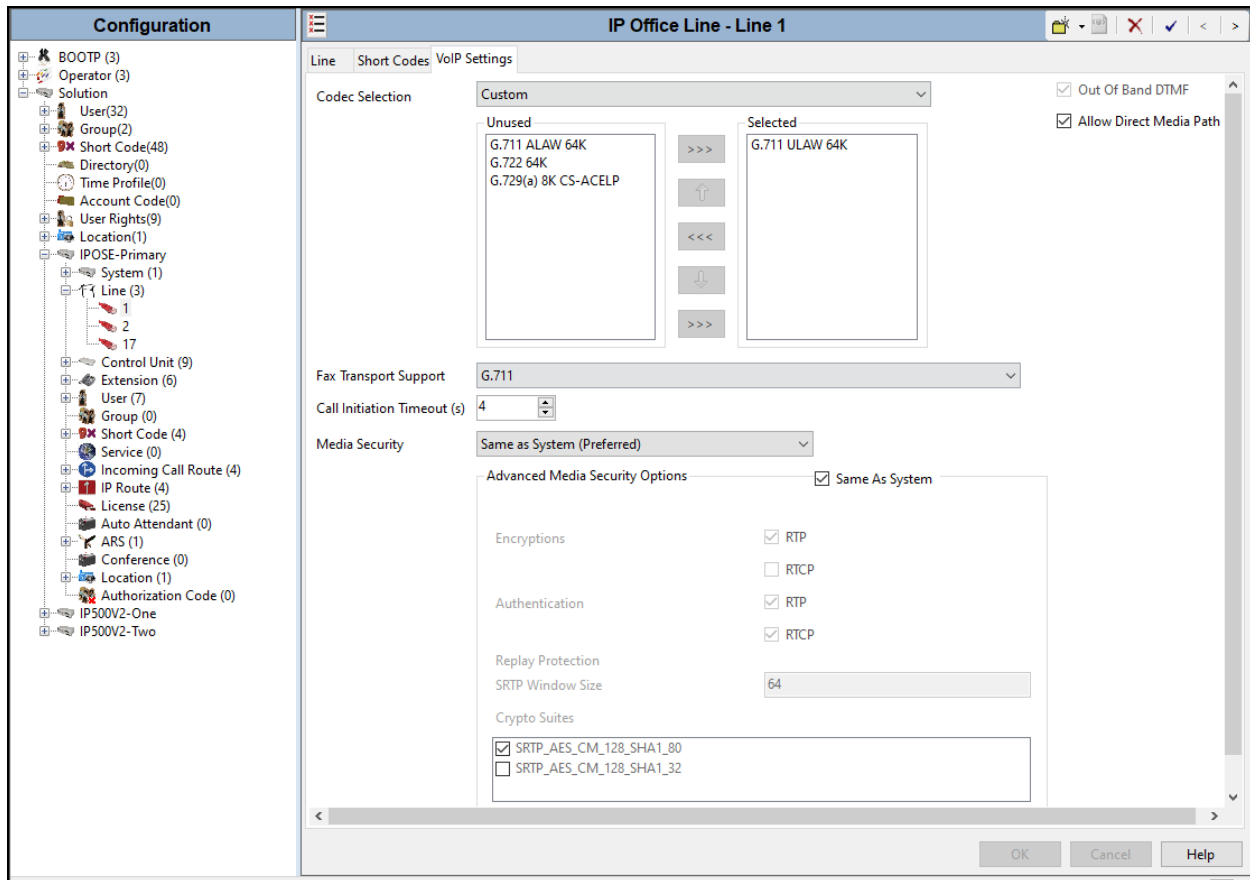 Configuration
BOOTP (3)
Operator (3)
Solution
User(32)
Group(2)
Short Code(48)
Directory(0)
Time Profile(0)
Account Code(0)
User Rights(9)
Location(1)
IPOSE-Primary
System (1)
Line (3)
1
2
17
Control Unit (9)
Extension (6)
User (7)
Group (0)
Short Code (4)
Service (0)
Incoming Call Route (4)
IP Route (4)
License (25)
Auto Attendant (0)
ARS (1)
Conference (0)
Location (1)
Authorization Code (0)
IP500V2-One
IP500V2-Two
IP Office Line - Line 1
Line Short Codes VoIP Settings
Codec Selection Custom
Out Of Band DTMF
Allow Direct Media Path
Unused
G.711 ALAW 64K
G.722 64K
G.729(a) 8K CS-ACELP
>>>
<<<
>>>
Selected
G.711 ULAW 64K
Fax Transport Support G.711
Call Initiation Timeout (s) 4
Media Security Same as System (Preferred)
Advanced Media Security Options Same As System
Encryptions RTP
RTCP
Authentication RTP
RTCP
Replay Protection
SRTP Window Size 64
Crypto Suites
SRTP_AES_CM_128_SHA1_80
SRTP_AES_CM_128_SHA1_32
OK Cancel Help